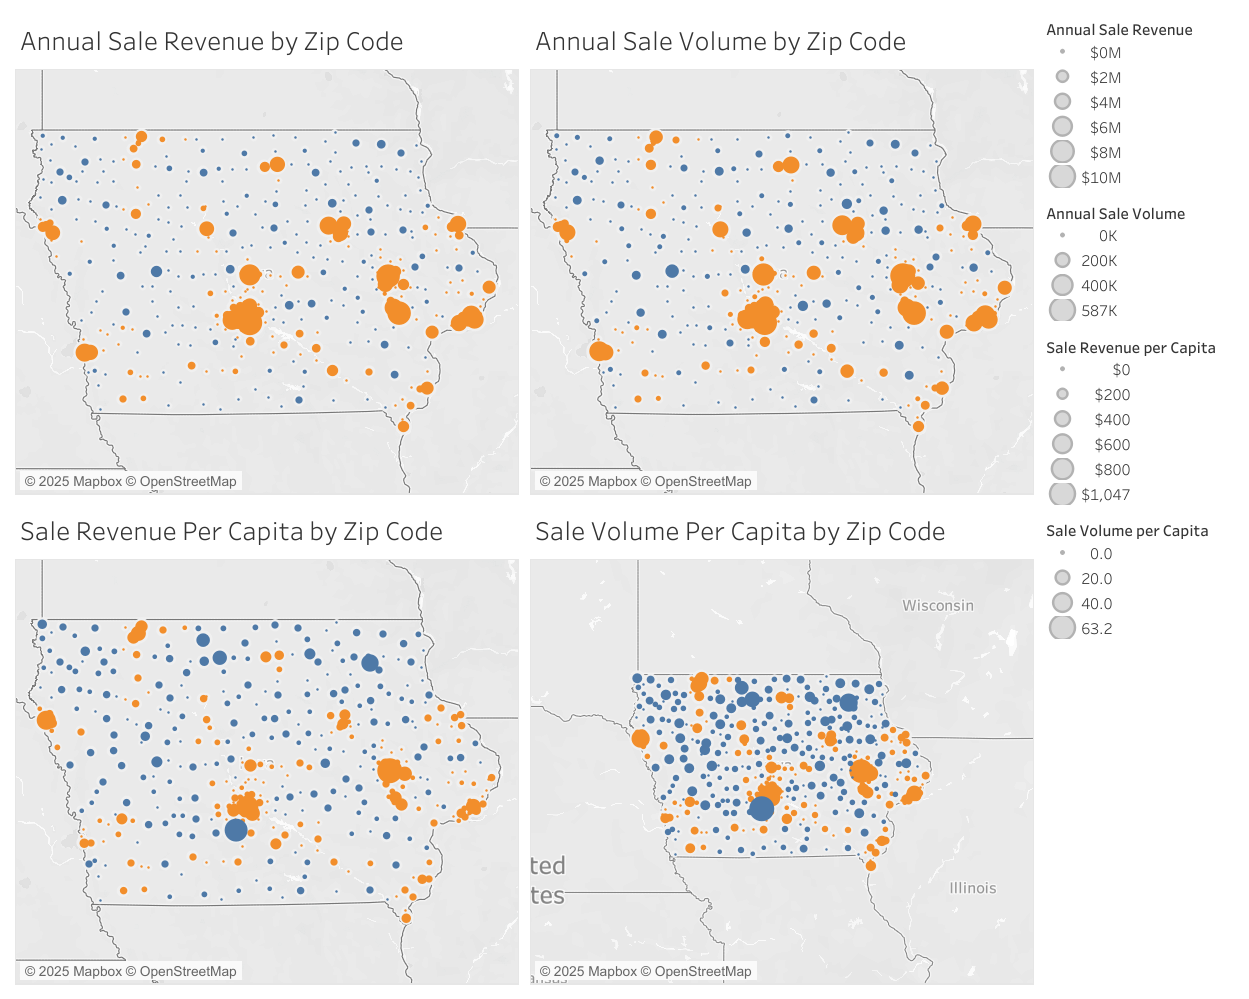 Annual Sale Revenue by Zip Code
© 2025 Mapbox © OpenStreetMap
Annual Sale Volume by Zip Code
© 2025 Mapbox © OpenStreetMap
Sale Revenue Per Capita by Zip Code
© 2025 Mapbox © OpenStreetMap
Sale Volume Per Capita by Zip Code
Wisconsin
ted
tes
Illinois
© 2025 Mapbox © OpenStreetMap
Annual Sale Revenue
$0M
$2M
$4M
$6M
$8M
$10M
Annual Sale Volume
0K
200K
400K
587K
Sale Revenue per Capita
$0
$200
$400
$600
$800
$1,047
Sale Volume per Capita
0.0
20.0
40.0
63.2